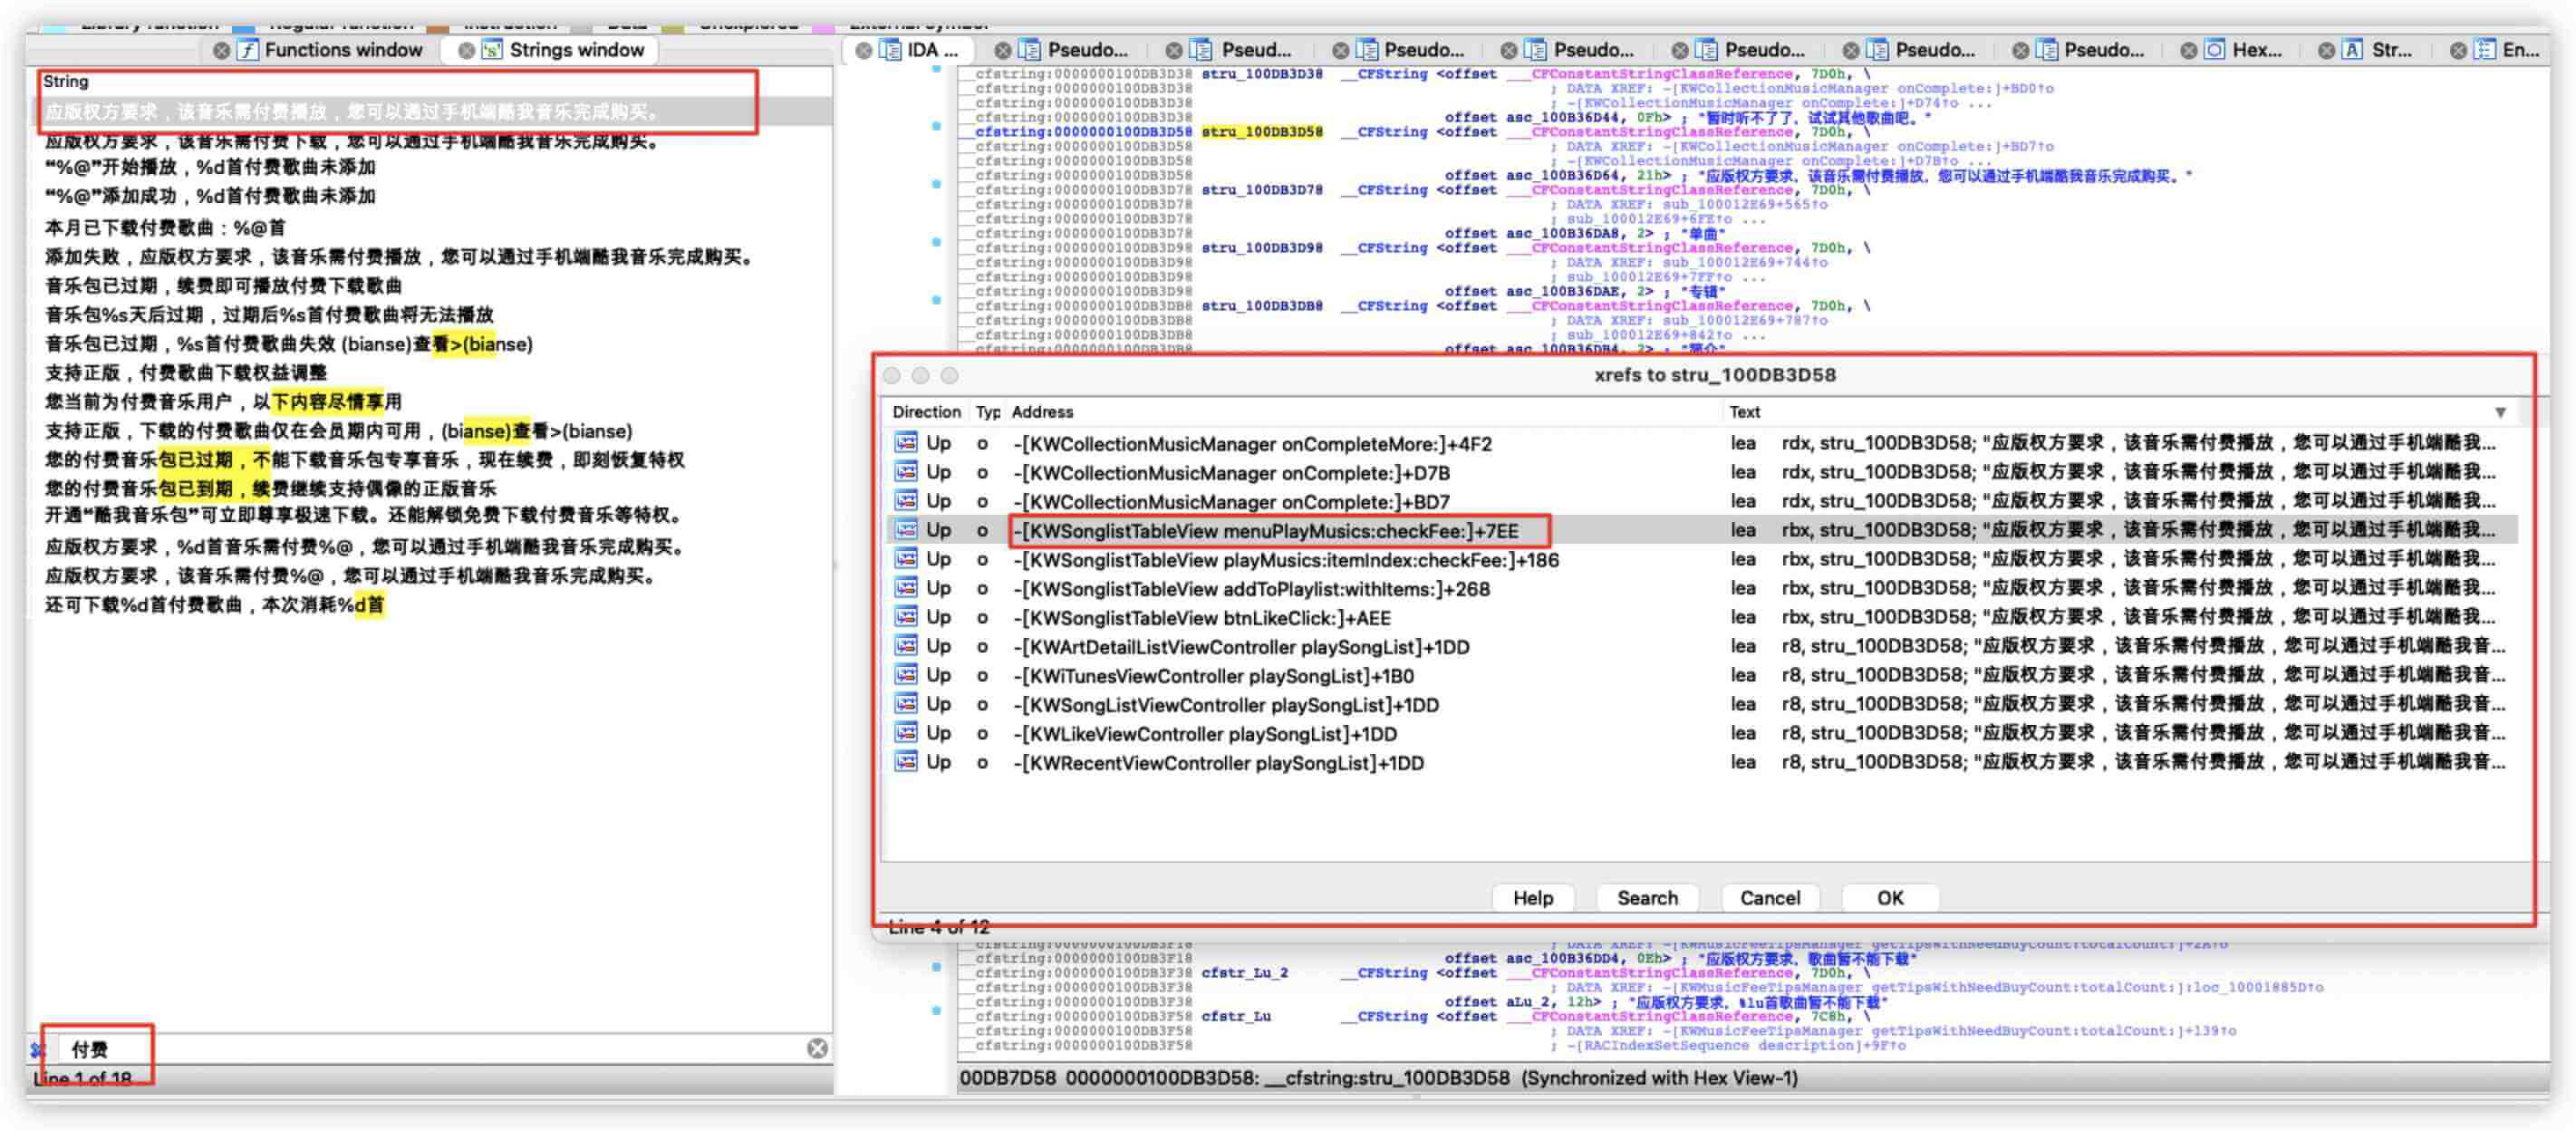 Library function Regular function Instruction Data Unexplored External symbol
Functions window Strings window IDA ... Pseudo... Pseud... Pseudo... Pseudo... Pseudo... Pseudo... Pseudo... Hex... Str... En...
String
应版权方要求，该音乐需付费播放，您可以通过手机端酷我音乐完成购买。
应版权方要求，该音乐需付费下载，您可以通过手机端酷我音乐完成购买。
“%@”开始播放，%d首付费歌曲未添加
“%@”添加成功，%d首付费歌曲未添加
本月已下载付费歌曲：%@首
添加失败，应版权方要求，该音乐需付费播放，您可以通过手机端酷我音乐完成购买。
音乐包已过期，续费即可播放付费下载歌曲
音乐包%s天后过期，过期后%s首付费歌曲将无法播放
音乐包已过期，%s首付费歌曲失效 (bianse)查看>(bianse)
支持正版，付费歌曲下载权益调整
您当前为付费音乐用户，以下内容尽情享用
支持正版，下载的付费歌曲仅在会员期内可用，(bianse)查看>(bianse)
您的付费音乐包已过期，不能下载音乐包专享音乐，现在续费，即刻恢复特权
您的付费音乐包已到期，续费继续支持偶像的正版音乐
开通“酷我音乐包”可立即尊享极速下载。还能解锁免费下载付费音乐等特权。
应版权方要求，%d首音乐需付费%@，您可以通过手机端酷我音乐完成购买。
应版权方要求，该音乐需付费%@，您可以通过手机端酷我音乐完成购买。
还可下载%d首付费歌曲，本次消耗%d首
付费
Line 1 of 18
__cfstring:0000000100DB3D38 stru_100DB3D38 __CFString <offset ___CFConstantStringClassReference, 7D0h, \
__cfstring:0000000100DB3D38 ; DATA XREF: -[KWCollectionMusicManager onComplete:]+BD0↑o
__cfstring:0000000100DB3D38 ; -[KWCollectionMusicManager onComplete:]+D74↑o ...
__cfstring:0000000100DB3D38 offset asc_100B36D44, 0Fh> ; "暂时听不了了，试试其他歌曲吧。"
__cfstring:0000000100DB3D58 stru_100DB3D58 __CFString <offset ___CFConstantStringClassReference, 7D0h, \
__cfstring:0000000100DB3D58 ; DATA XREF: -[KWCollectionMusicManager onComplete:]+BD7↑o
__cfstring:0000000100DB3D58 ; -[KWCollectionMusicManager onComplete:]+D7B↑o ...
__cfstring:0000000100DB3D58 offset asc_100B36D64, 21h> ; "应版权方要求，该音乐需付费播放，您可以通过手机端酷我音乐完成购买。"
__cfstring:0000000100DB3D78 stru_100DB3D78 __CFString <offset ___CFConstantStringClassReference, 7D0h, \
__cfstring:0000000100DB3D78 ; DATA XREF: sub_100012E69+565↑o
__cfstring:0000000100DB3D78 ; sub_100012E69+6FE↑o ...
__cfstring:0000000100DB3D78 offset asc_100B36DA8, 2> ; "单曲"
__cfstring:0000000100DB3D98 stru_100DB3D98 __CFString <offset ___CFConstantStringClassReference, 7D0h, \
__cfstring:0000000100DB3D98 ; DATA XREF: sub_100012E69+744↑o
__cfstring:0000000100DB3D98 ; sub_100012E69+7FF↑o ...
__cfstring:0000000100DB3D98 offset asc_100B36DAE, 2> ; "专辑"
__cfstring:0000000100DB3DB8 stru_100DB3DB8 __CFString <offset ___CFConstantStringClassReference, 7D0h, \
__cfstring:0000000100DB3DB8 ; DATA XREF: sub_100012E69+787↑o
__cfstring:0000000100DB3DB8 ; sub_100012E69+842↑o ...
__cfstring:0000000100DB3DB8 offset asc_100B36DB4, 2> ; "简介"
xrefs to stru_100DB3D58
Direction Typ Address Text
Up o -[KWCollectionMusicManager onCompleteMore:]+4F2 lea rdx, stru_100DB3D58; "应版权方要求，该音乐需付费播放，您可以通过手机端酷我...
Up o -[KWCollectionMusicManager onComplete:]+D7B lea rdx, stru_100DB3D58; "应版权方要求，该音乐需付费播放，您可以通过手机端酷我...
Up o -[KWCollectionMusicManager onComplete:]+BD7 lea rdx, stru_100DB3D58; "应版权方要求，该音乐需付费播放，您可以通过手机端酷我...
Up o -[KWSonglistTableView menuPlayMusics:checkFee:]+7EE lea rbx, stru_100DB3D58; "应版权方要求，该音乐需付费播放，您可以通过手机端酷我...
Up o -[KWSonglistTableView playMusics:itemIndex:checkFee:]+186 lea rbx, stru_100DB3D58; "应版权方要求，该音乐需付费播放，您可以通过手机端酷我...
Up o -[KWSonglistTableView addToPlaylist:withItems:]+268 lea rbx, stru_100DB3D58; "应版权方要求，该音乐需付费播放，您可以通过手机端酷我...
Up o -[KWSonglistTableView btnLikeClick:]+AEE lea rbx, stru_100DB3D58; "应版权方要求，该音乐需付费播放，您可以通过手机端酷我...
Up o -[KWArtDetailListViewController playSongList]+1DD lea r8, stru_100DB3D58; "应版权方要求，该音乐需付费播放，您可以通过手机端酷我音...
Up o -[KWiTunesViewController playSongList]+1B0 lea r8, stru_100DB3D58; "应版权方要求，该音乐需付费播放，您可以通过手机端酷我音...
Up o -[KWSongListViewController playSongList]+1DD lea r8, stru_100DB3D58; "应版权方要求，该音乐需付费播放，您可以通过手机端酷我音...
Up o -[KWLikeViewController playSongList]+1DD lea r8, stru_100DB3D58; "应版权方要求，该音乐需付费播放，您可以通过手机端酷我音...
Up o -[KWRecentViewController playSongList]+1DD lea r8, stru_100DB3D58; "应版权方要求，该音乐需付费播放，您可以通过手机端酷我音...
Help Search Cancel OK
Line 4 of 12
__cfstring:0000000100DB3F18 ; DATA XREF: -[KWMusicFeeTipsManager getTipsWithNeedBuyCount:totalCount:]+2A↑o
__cfstring:0000000100DB3F18 offset asc_100B36DD4, 0Eh> ; "应版权方要求，歌曲暂不能下载"
__cfstring:0000000100DB3F38 cfstr_Lu_2 __CFString <offset ___CFConstantStringClassReference, 7D0h, \
__cfstring:0000000100DB3F38 ; DATA XREF: -[KWMusicFeeTipsManager getTipsWithNeedBuyCount:totalCount:]:loc_10001885D↑o
__cfstring:0000000100DB3F38 offset aLu_2, 12h> ; "应版权方要求，%lu首歌曲暂不能下载"
__cfstring:0000000100DB3F58 cfstr_Lu __CFString <offset ___CFConstantStringClassReference, 7C8h, \
__cfstring:0000000100DB3F58 ; DATA XREF: -[KWMusicFeeTipsManager getTipsWithNeedBuyCount:totalCount:]+139↑o
__cfstring:0000000100DB3F58 ; -[RACIndexSetSequence description]+9F↑o
00DB7D58 0000000100DB3D58: __cfstring:stru_100DB3D58 (Synchronized with Hex View-1)